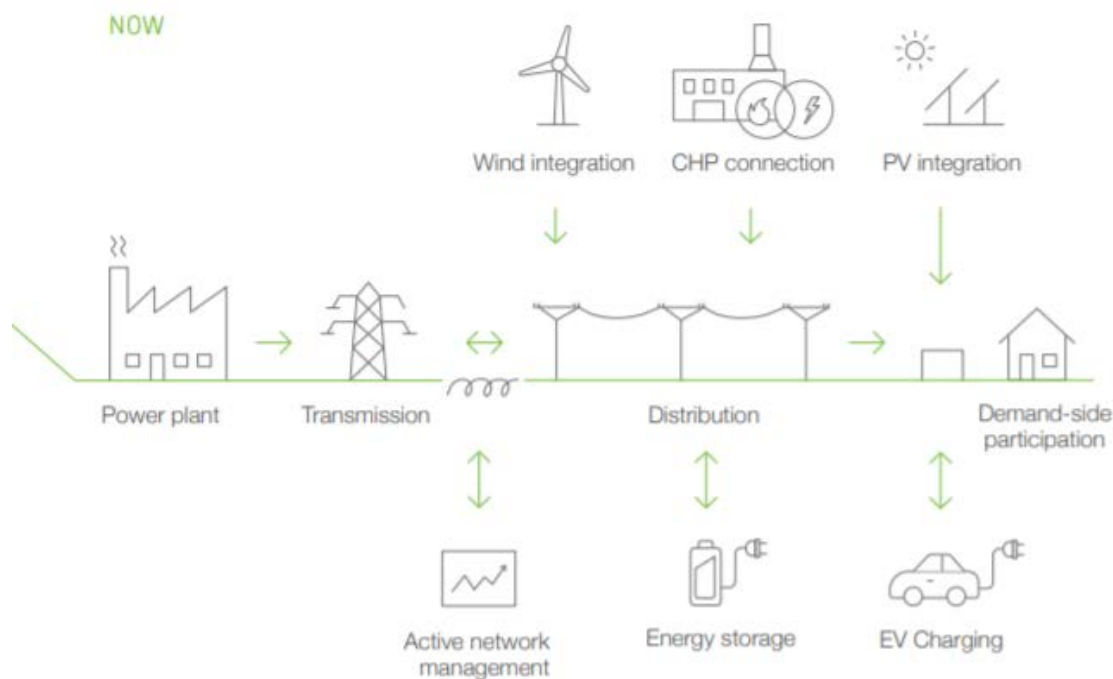 NOW
Wind integration
CHP connection
PV integration
Power plant
Transmission
Distribution
Demand-side
participation
Active network
management
Energy storage
EV Charging